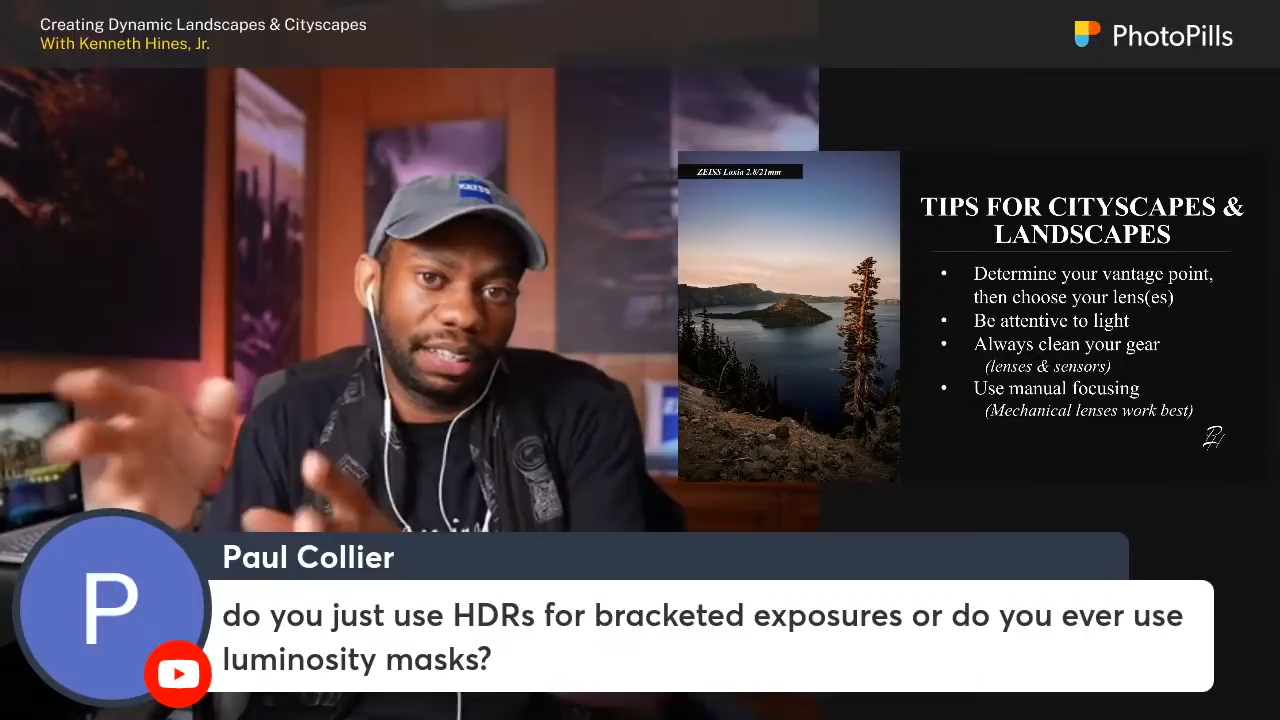 Creating Dynamic Landscapes & Cityscapes
With Kenneth Hines, Jr.
PhotoPills
ZEISS
ZEISS Loxia 2.8/21mm
TIPS FOR CITYSCAPES &
LANDSCAPES
• Determine your vantage point,
then choose your lens(es)
• Be attentive to light
• Always clean your gear
(lenses & sensors)
• Use manual focusing
(Mechanical lenses work best)
P
Paul Collier
do you just use HDRs for bracketed exposures or do you ever use
luminosity masks?